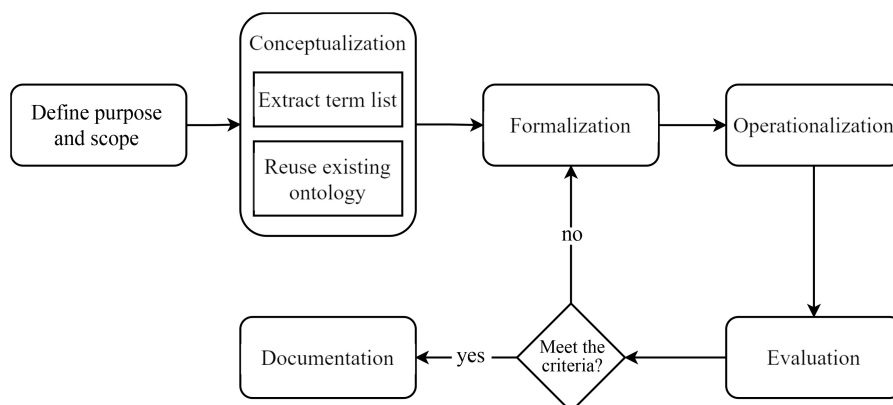 Define purpose
and scope
Conceptualization
Extract term list
Reuse existing
ontology
Formalization
Operationalization
no
Documentation
yes
Meet the
criteria?
Evaluation